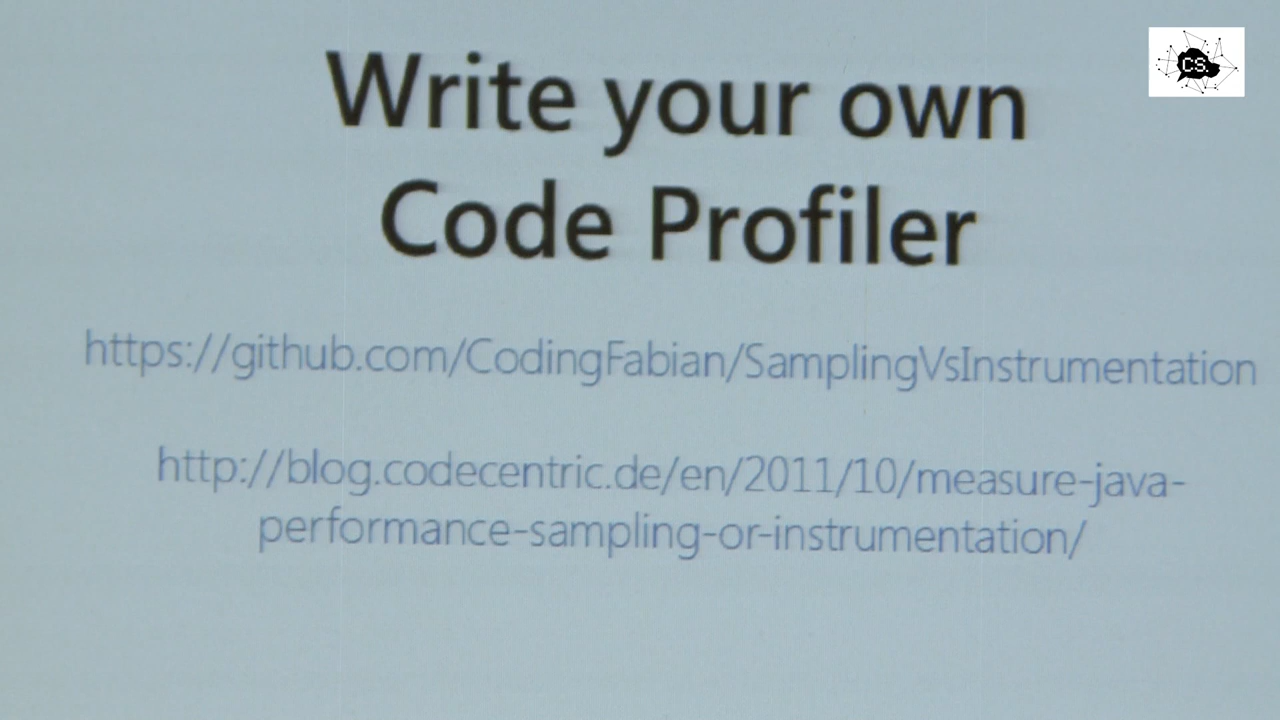 CS.
Write your own
Code Profiler
https://github.com/CodingFabian/SamplingVsInstrumentation
http://blog.codecentric.de/en/2011/10/measure-java-
performance-sampling-or-instrumentation/